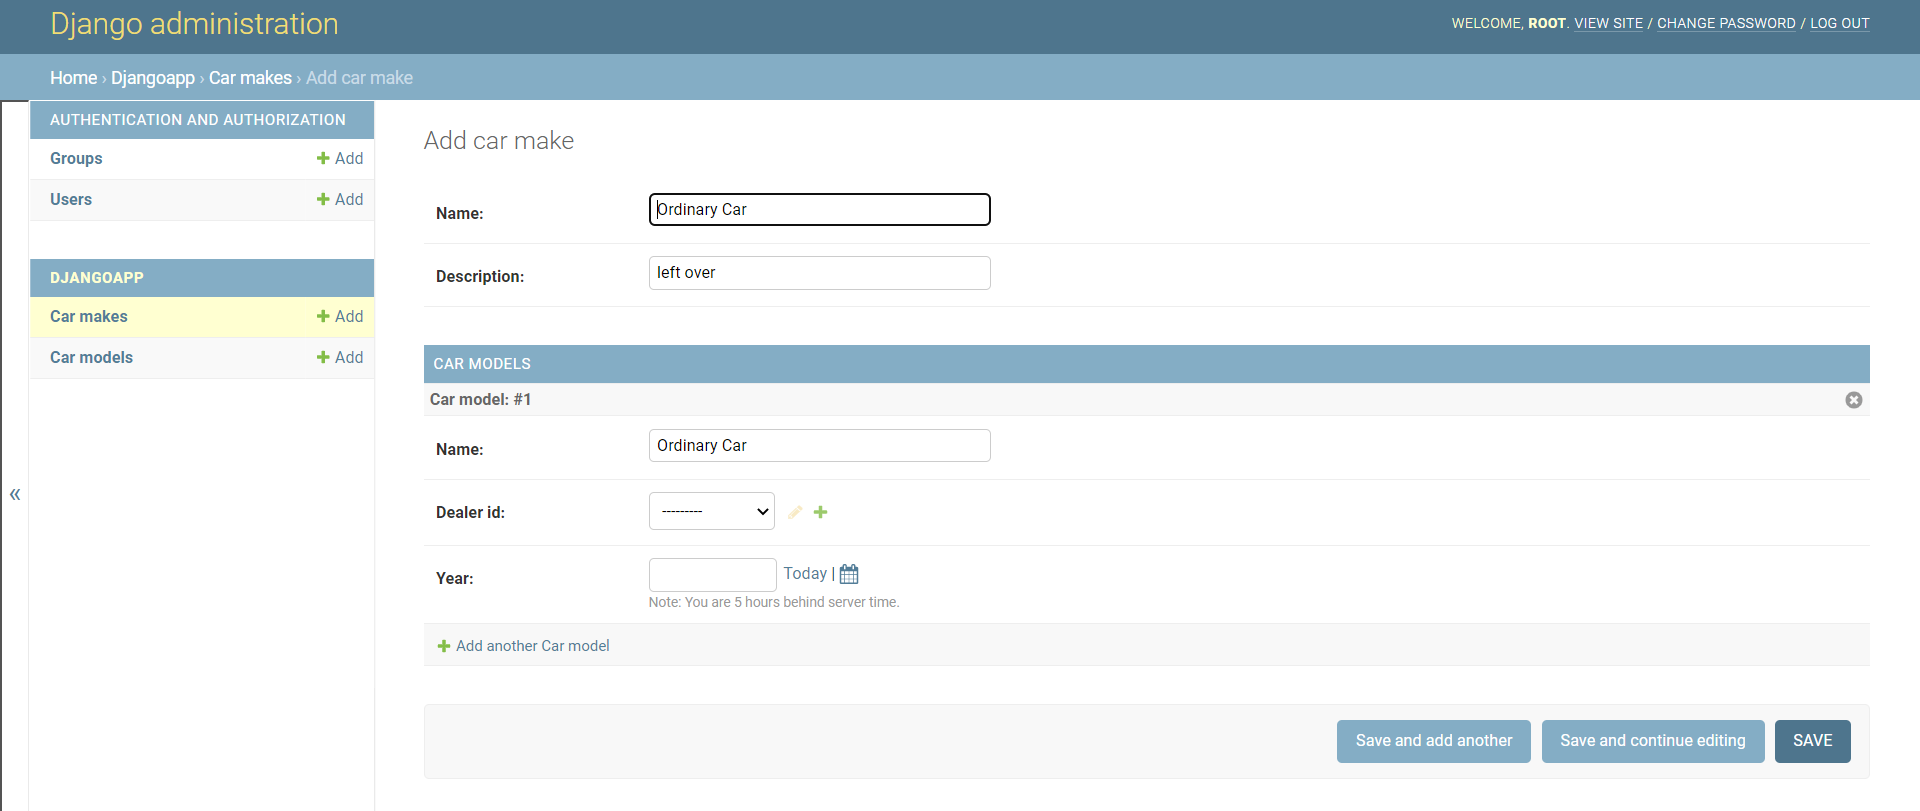 Django administration
WELCOME, ROOT. VIEW SITE / CHANGE PASSWORD / LOG OUT
Home › Djangoapp › Car makes › Add car make
AUTHENTICATION AND AUTHORIZATION
Groups + Add
Users + Add
DJANGOAPP
Car makes + Add
Car models + Add
«
Add car make
Name: Ordinary Car
Description: left over
CAR MODELS
Car model: #1
Name: Ordinary Car
Dealer id: ---------
Year: Today |
Note: You are 5 hours behind server time.
+ Add another Car model
Save and add another Save and continue editing SAVE